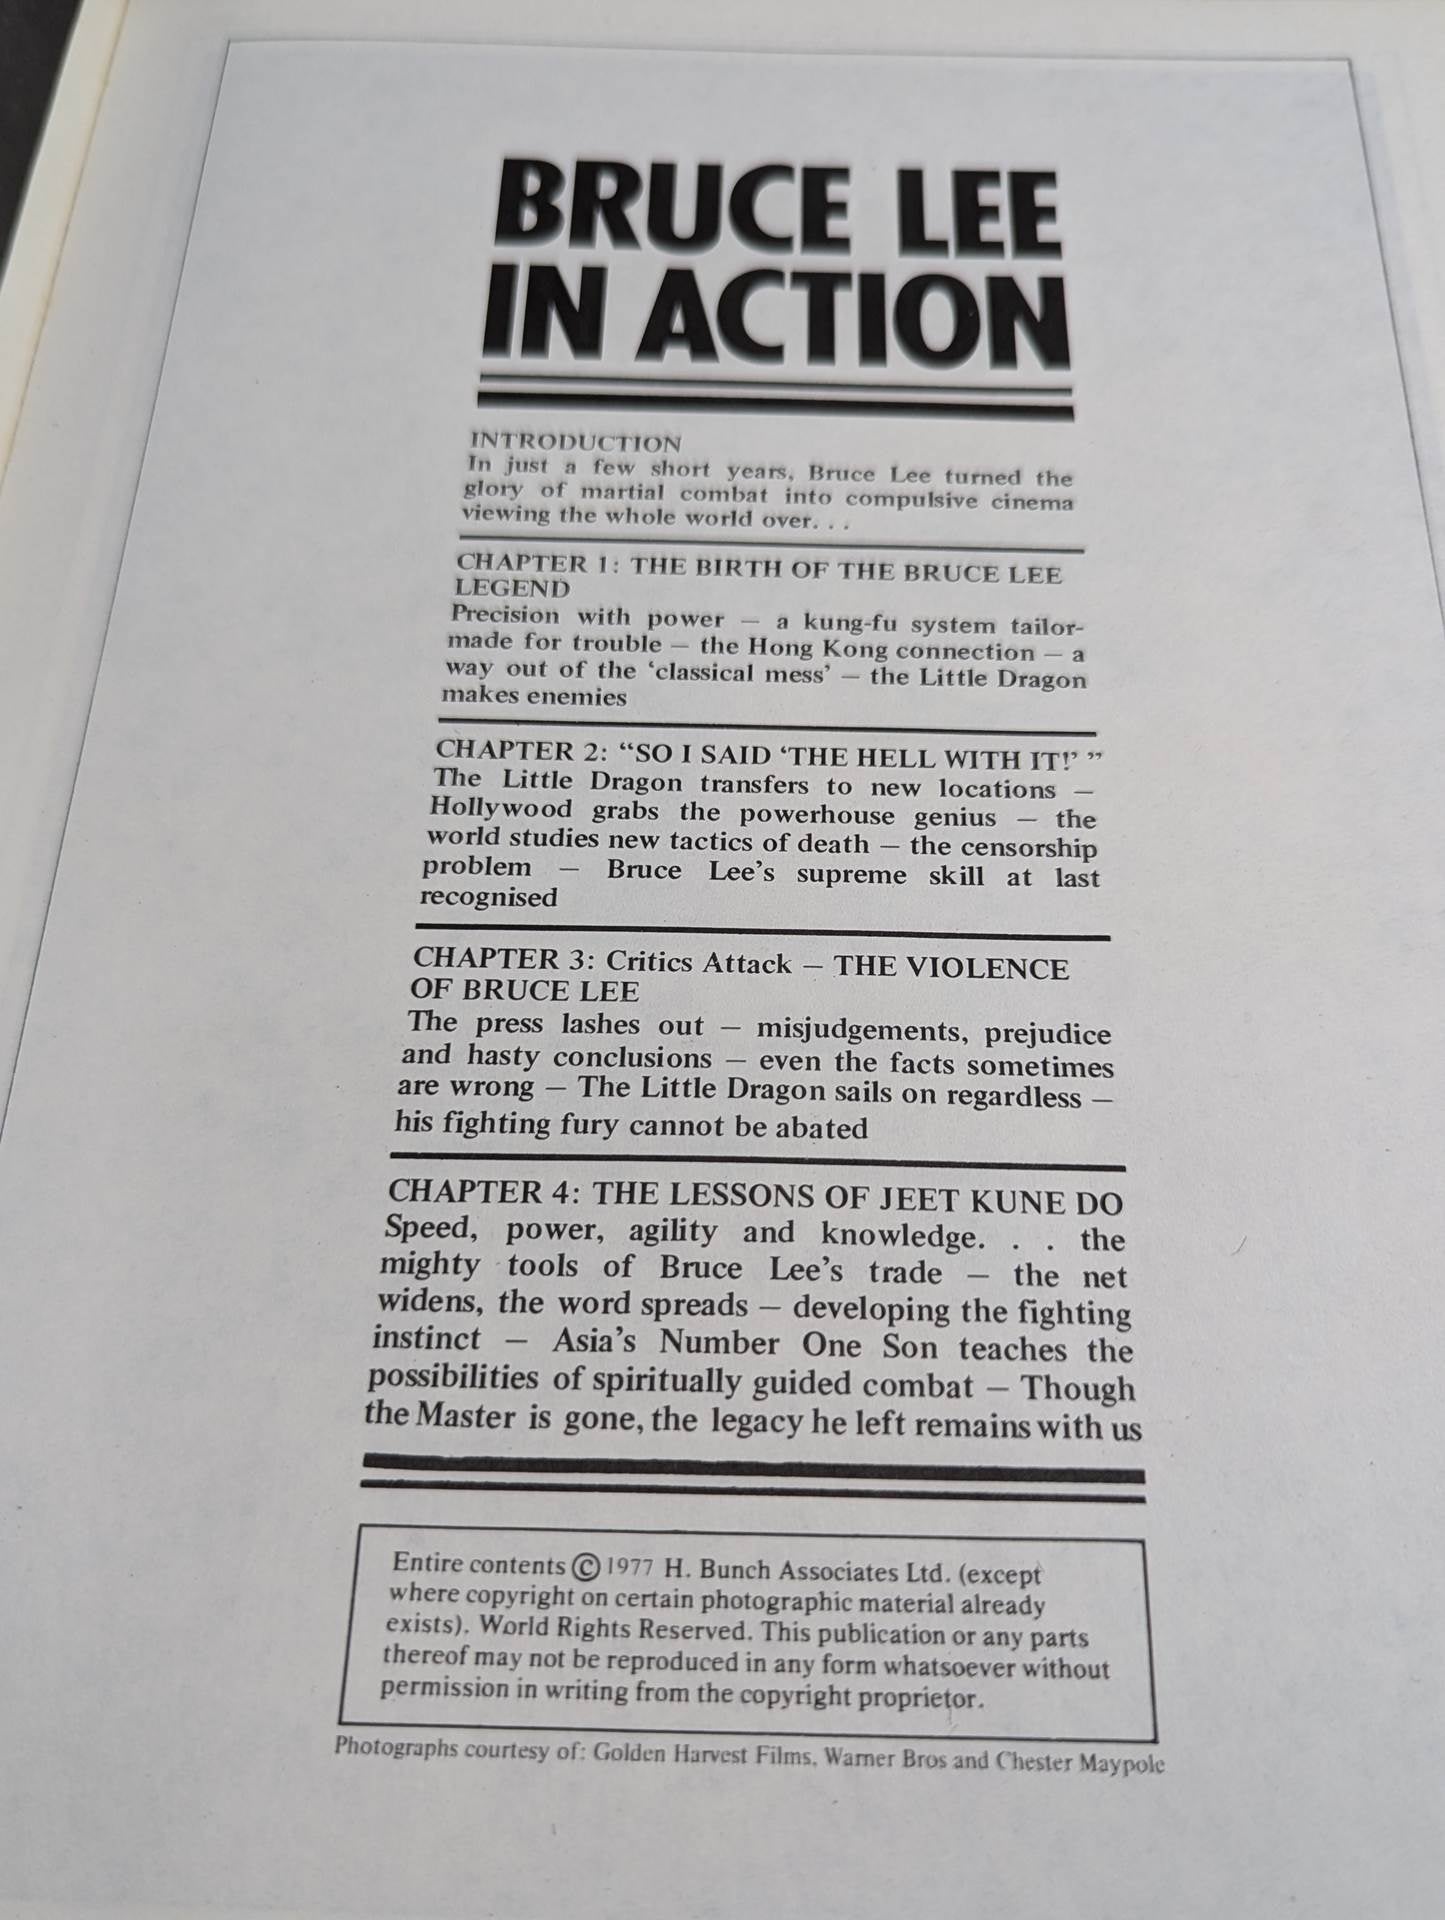 BRUCE LEE
IN ACTION
INTRODUCTION
In just a few short years, Bruce Lee turned the
glory of martial combat into compulsive cinema
viewing the whole world over. . .
CHAPTER 1: THE BIRTH OF THE BRUCE LEE
LEGEND
Precision with power — a kung-fu system tailor-
made for trouble — the Hong Kong connection — a
way out of the ‘classical mess’ — the Little Dragon
makes enemies
CHAPTER 2: “SO I SAID ‘THE HELL WITH IT!’ ”
The Little Dragon transfers to new locations —
Hollywood grabs the powerhouse genius — the
world studies new tactics of death — the censorship
problem — Bruce Lee’s supreme skill at last
recognised
CHAPTER 3: Critics Attack — THE VIOLENCE
OF BRUCE LEE
The press lashes out — misjudgements, prejudice
and hasty conclusions — even the facts sometimes
are wrong — The Little Dragon sails on regardless —
his fighting fury cannot be abated
CHAPTER 4: THE LESSONS OF JEET KUNE DO
Speed, power, agility and knowledge. . . the
mighty tools of Bruce Lee’s trade — the net
widens, the word spreads — developing the fighting
instinct — Asia’s Number One Son teaches the
possibilities of spiritually guided combat — Though
the Master is gone, the legacy he left remains with us
Entire contents © 1977 H. Bunch Associates Ltd. (except
where copyright on certain photographic material already
exists). World Rights Reserved. This publication or any parts
thereof may not be reproduced in any form whatsoever without
permission in writing from the copyright proprietor.
Photographs courtesy of: Golden Harvest Films, Warner Bros and Chester Maypole